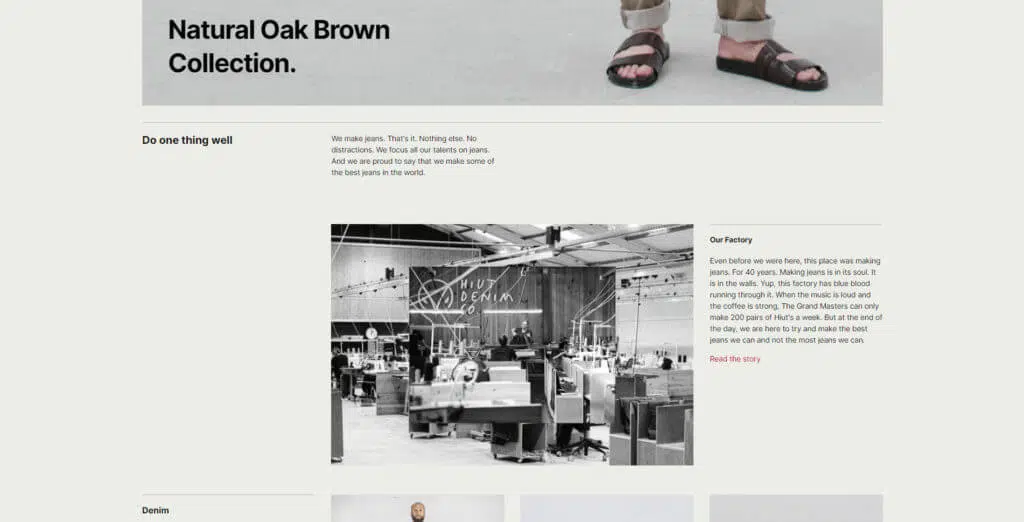 Natural Oak Brown
Collection.
Do one thing well
We make jeans. That's it. Nothing else. No
distractions. We focus all our talents on jeans.
And we are proud to say that we make some of
the best jeans in the world.
HIUT
DENIM
CO
Our Factory
Even before we were here, this place was making
jeans. For 40 years. Making jeans is in its soul. It
is in the walls. Yup, this factory has blue blood
running through it. When the music is loud and
the coffee is strong, The Grand Masters can only
make 200 pairs of Hiut's a week. But at the end of
the day, we are here to try and make the best
jeans we can and not the most jeans we can.
Read the story
Denim